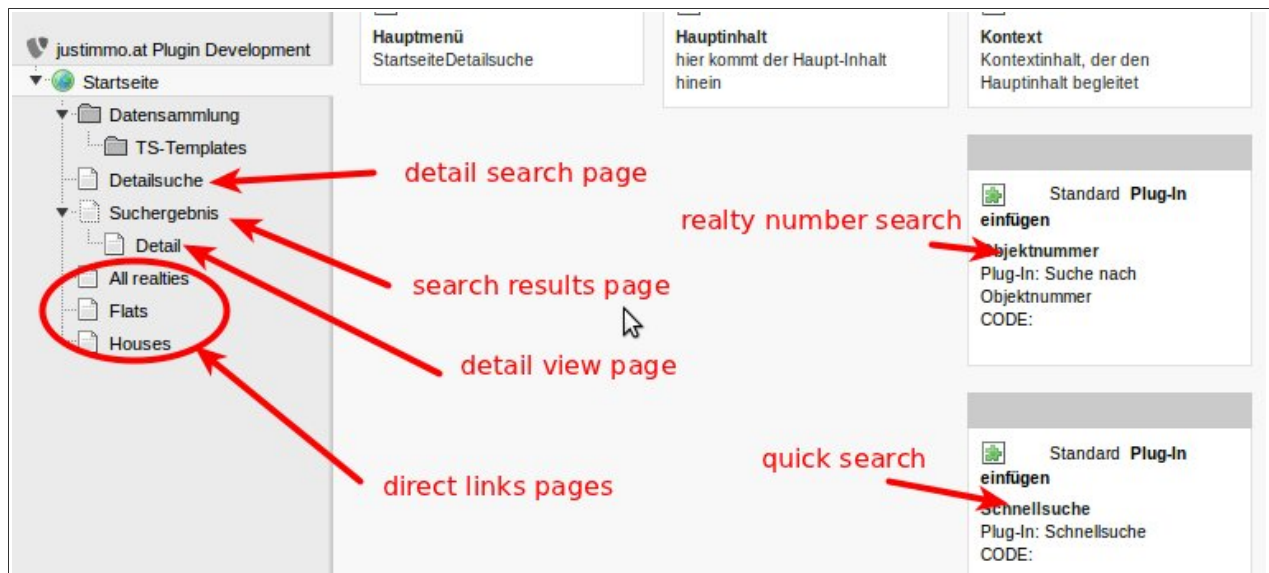 justimmo.at Plugin Development
Startseite
Datensammlung
TS-Templates
Detailsuche
Suchergebnis
Detail
All realties
Flats
Houses
detail search page
search results page
detail view page
direct links pages
Hauptmenü
StartseiteDetailsuche
Hauptinhalt
hier kommt der Haupt-Inhalt
hinein
Kontext
Kontextinhalt, der den
Hauptinhalt begleitet
realty number search
Standard Plug-In
einfügen
Objektnummer
Plug-In: Suche nach
Objektnummer
CODE:
quick search
Standard Plug-In
einfügen
Schnellsuche
Plug-In: Schnellsuche
CODE: